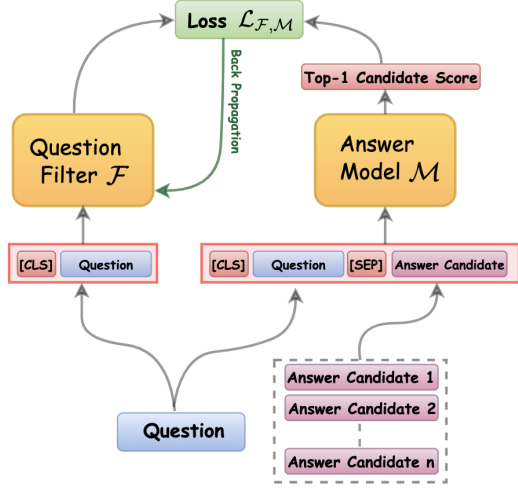 Loss ℒ_ℱ,ℳ
Back Propagation
Top-1 Candidate Score
Question
Filter ℱ
Answer
Model ℳ
[CLS] Question
[CLS] Question [SEP] Answer Candidate
Question
Answer Candidate 1
Answer Candidate 2
Answer Candidate n